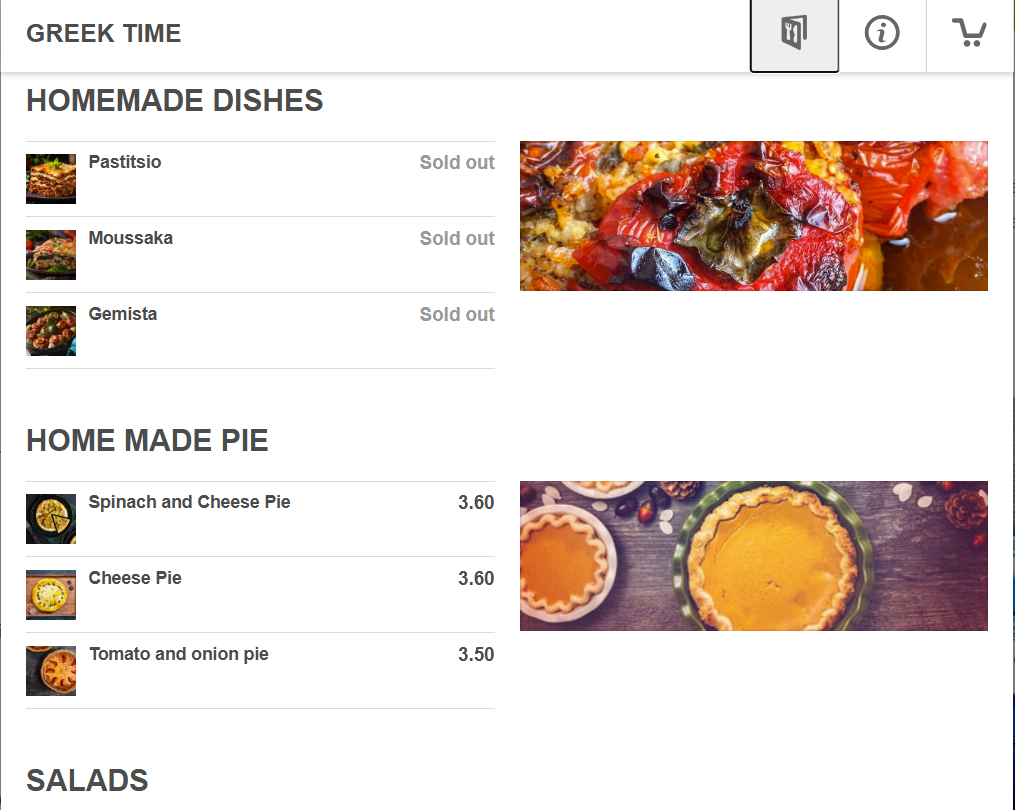 GREEK TIME
HOMEMADE DISHES
Pastitsio Sold out
Moussaka Sold out
Gemista Sold out
HOME MADE PIE
Spinach and Cheese Pie 3.60
Cheese Pie 3.60
Tomato and onion pie 3.50
SALADS